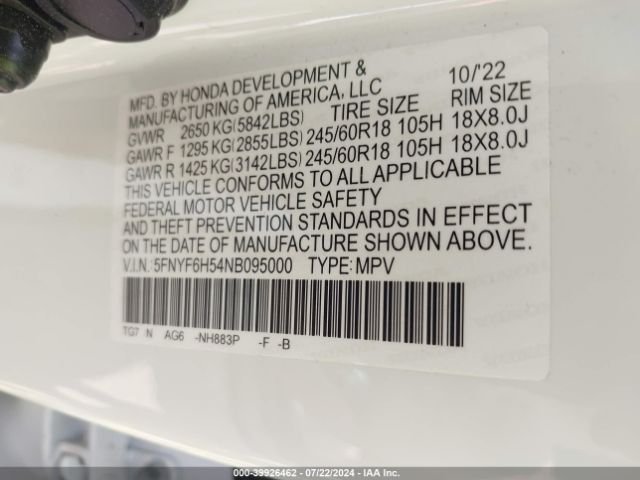 MFD. BY HONDA DEVELOPMENT & 10/'22
MANUFACTURING OF AMERICA, LLC
GVWR 2650 KG(5842LBS) TIRE SIZE RIM SIZE
GAWR F 1295 KG(2855LBS) 245/60R18 105H 18X8.0J
GAWR R 1425 KG(3142LBS) 245/60R18 105H 18X8.0J
THIS VEHICLE CONFORMS TO ALL APPLICABLE
FEDERAL MOTOR VEHICLE SAFETY
AND THEFT PREVENTION STANDARDS IN EFFECT
ON THE DATE OF MANUFACTURE SHOWN ABOVE.
V.I.N.:5FNYF6H54NB095000 TYPE:MPV
TG7 N AG6 -NH883P -F -B
000-39926462 - 07/22/2024 - IAA Inc.